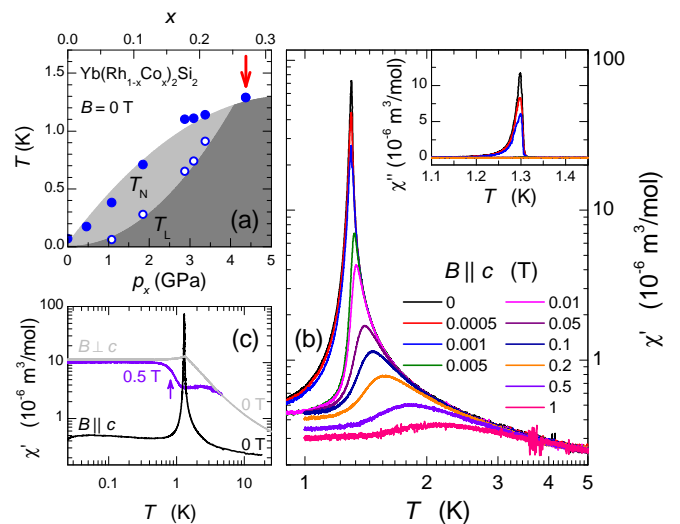 x
0.0 0.1 0.2 0.3
Yb(Rh1-xCox)2Si2
B = 0 T
1.5
1.0
0.5
0.0
T (K)
TN
TL
(a)
0 1 2 3 4 5
px (GPa)
(c)
100
10
1
χ' (10-6 m3/mol)
B ⊥ c
0.5 T
0 T
B || c
0 T
0.1 1 10
T (K)
χ'' (10-6 m3/mol)
10
5
0
1.1 1.2 1.3 1.4
T (K)
B || c (T)
0 0.01
0.0005 0.05
0.001 0.1
0.005 0.2
0.5
1
(b)
100
10
1
χ' (10-6 m3/mol)
1 2 3 4 5
T (K)